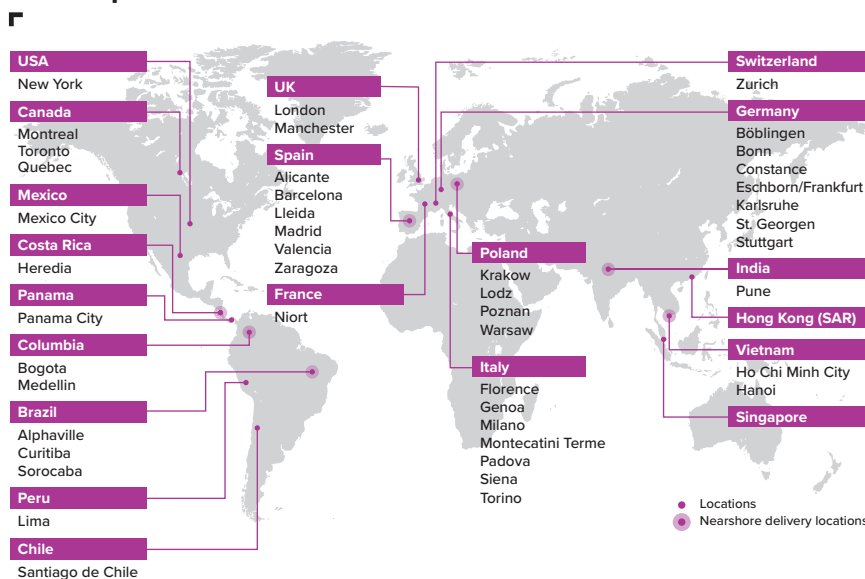 USA
New York
Canada
Montreal
Toronto
Quebec
Mexico
Mexico City
Costa Rica
Heredia
Panama
Panama City
Columbia
Bogota
Medellin
Brazil
Alphaville
Curitiba
Sorocaba
Peru
Lima
Chile
Santiago de Chile
UK
London
Manchester
Spain
Alicante
Barcelona
Lleida
Madrid
Valencia
Zaragoza
France
Niort
Poland
Krakow
Lodz
Poznan
Warsaw
Italy
Florence
Genoa
Milano
Montecatini Terme
Padova
Siena
Torino
Switzerland
Zurich
Germany
Böblingen
Bonn
Constance
Eschborn/Frankfurt
Karlsruhe
St. Georgen
Stuttgart
India
Pune
Hong Kong (SAR)
Vietnam
Ho Chi Minh City
Hanoi
Singapore
Locations
Nearshore delivery locations